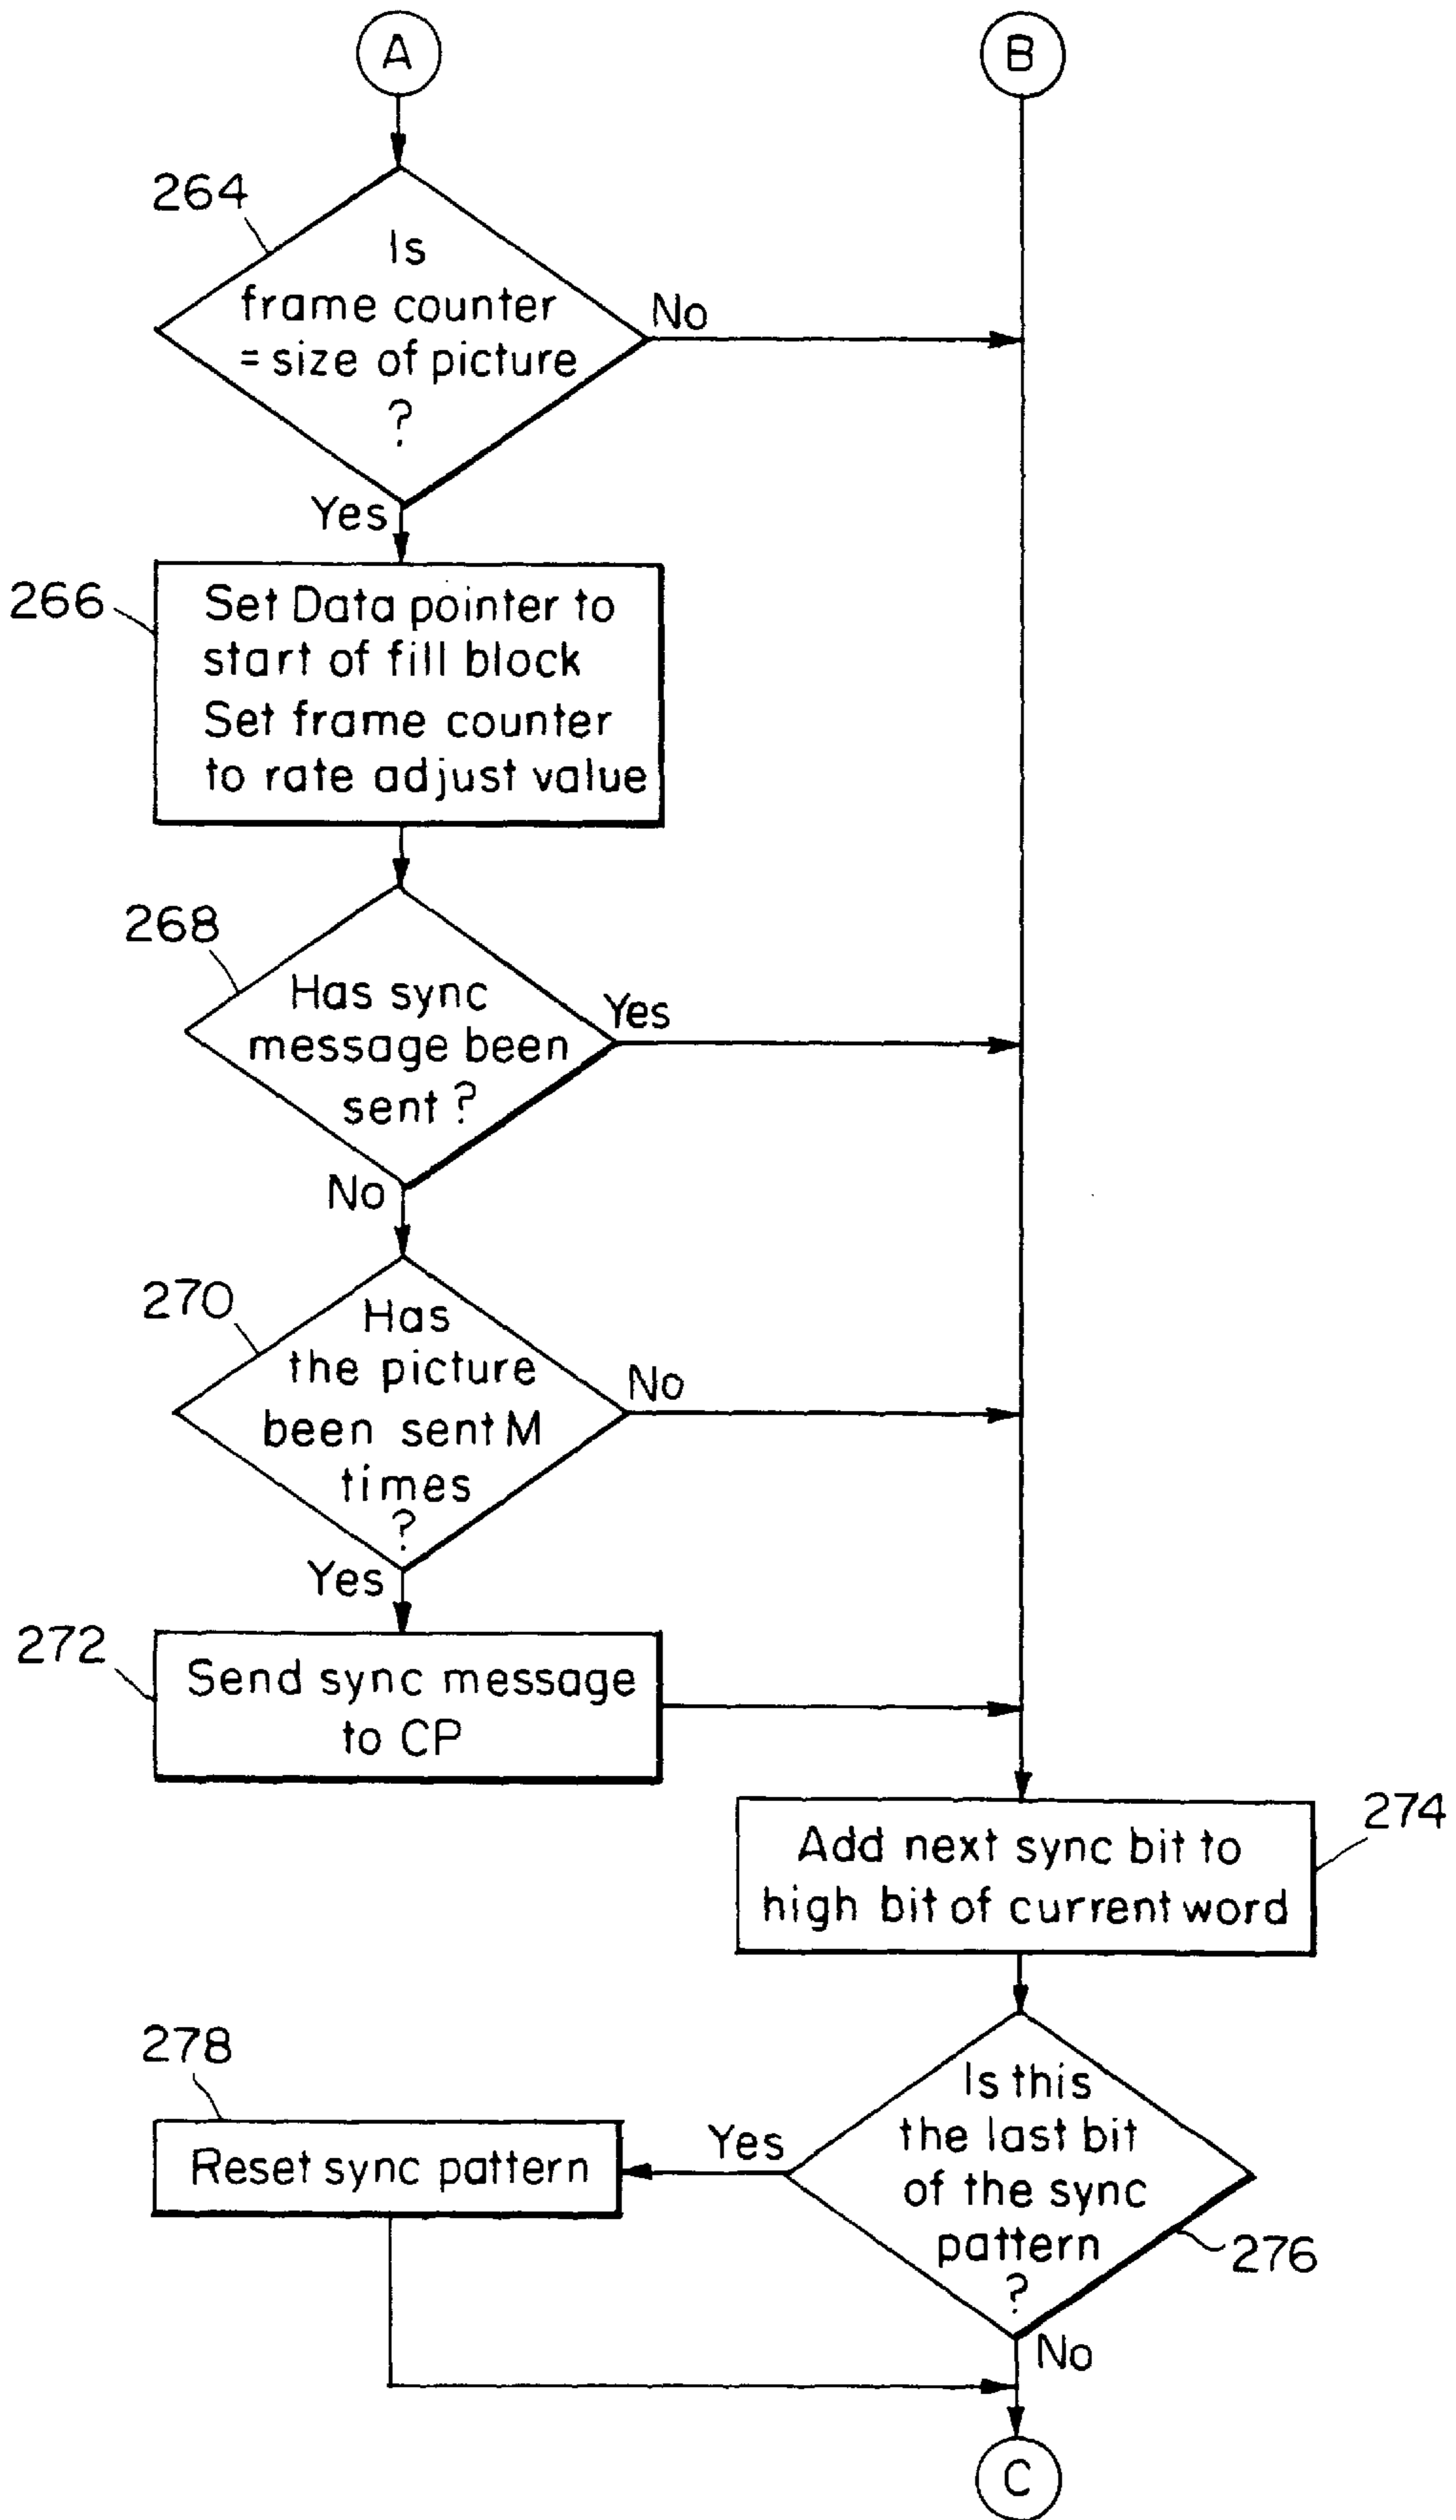 A
B
264
Is
frame counter
= size of picture
?
No
Yes
266
Set Data pointer to
start of fill block
Set frame counter
to rate adjust value
268
Has sync
message been
sent ?
Yes
No
270
Has
the picture
been sent M
times
?
No
Yes
272
Send sync message
to CP
274
Add next sync bit to
high bit of current word
278
Reset sync pattern
Yes
Is this
the last bit
of the sync
pattern
?
276
No
C